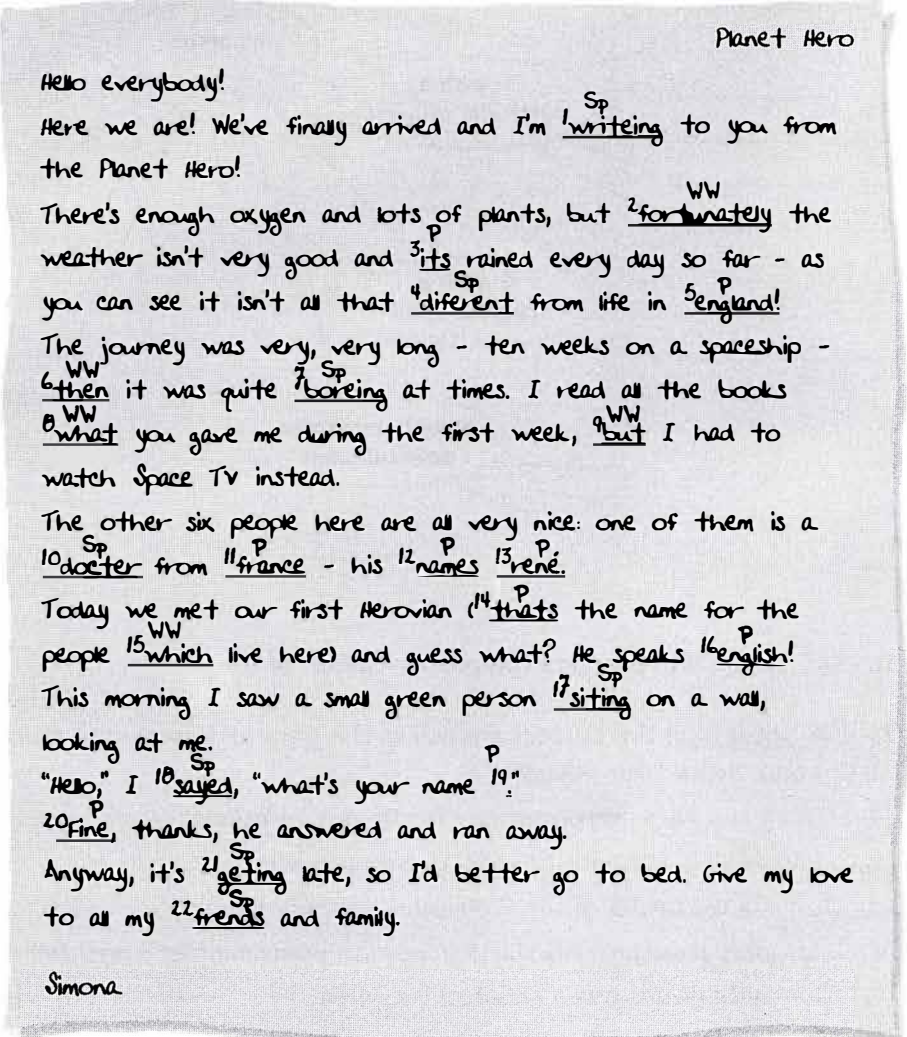 Planet Hero
Hello everybody!
Sp
Here we are! We've finally arrived and I'm 1writeing to you from
the Planet Hero!
WW
There's enough oxygen and lots of plants, but 2fortunately the
P
weather isn't very good and 3its rained every day so far - as
Sp P
you can see it isn't all that 4diferent from life in 5england!
The journey was very, very long - ten weeks on a spaceship -
WW Sp
6then it was quite 7boreing at times. I read all the books
WW WW
8what you gave me during the first week, 9but I had to
watch Space TV instead.
The other six people here are all very nice: one of them is a
Sp P P P
10docter from 11france - his 12names 13rené.
P
Today we met our first Herovian (14thats the name for the
WW P
people 15which live here) and guess what? He speaks 16english!
Sp
This morning I saw a small green person 17siting on a wall,
looking at me.
Sp P
"Hello," I 18sayed, "what's your name 19."
P
20Fine, thanks, he answered and ran away.
Sp
Anyway, it's 21geting late, so I'd better go to bed. Give my love
Sp
to all my 22frends and family.
Simona